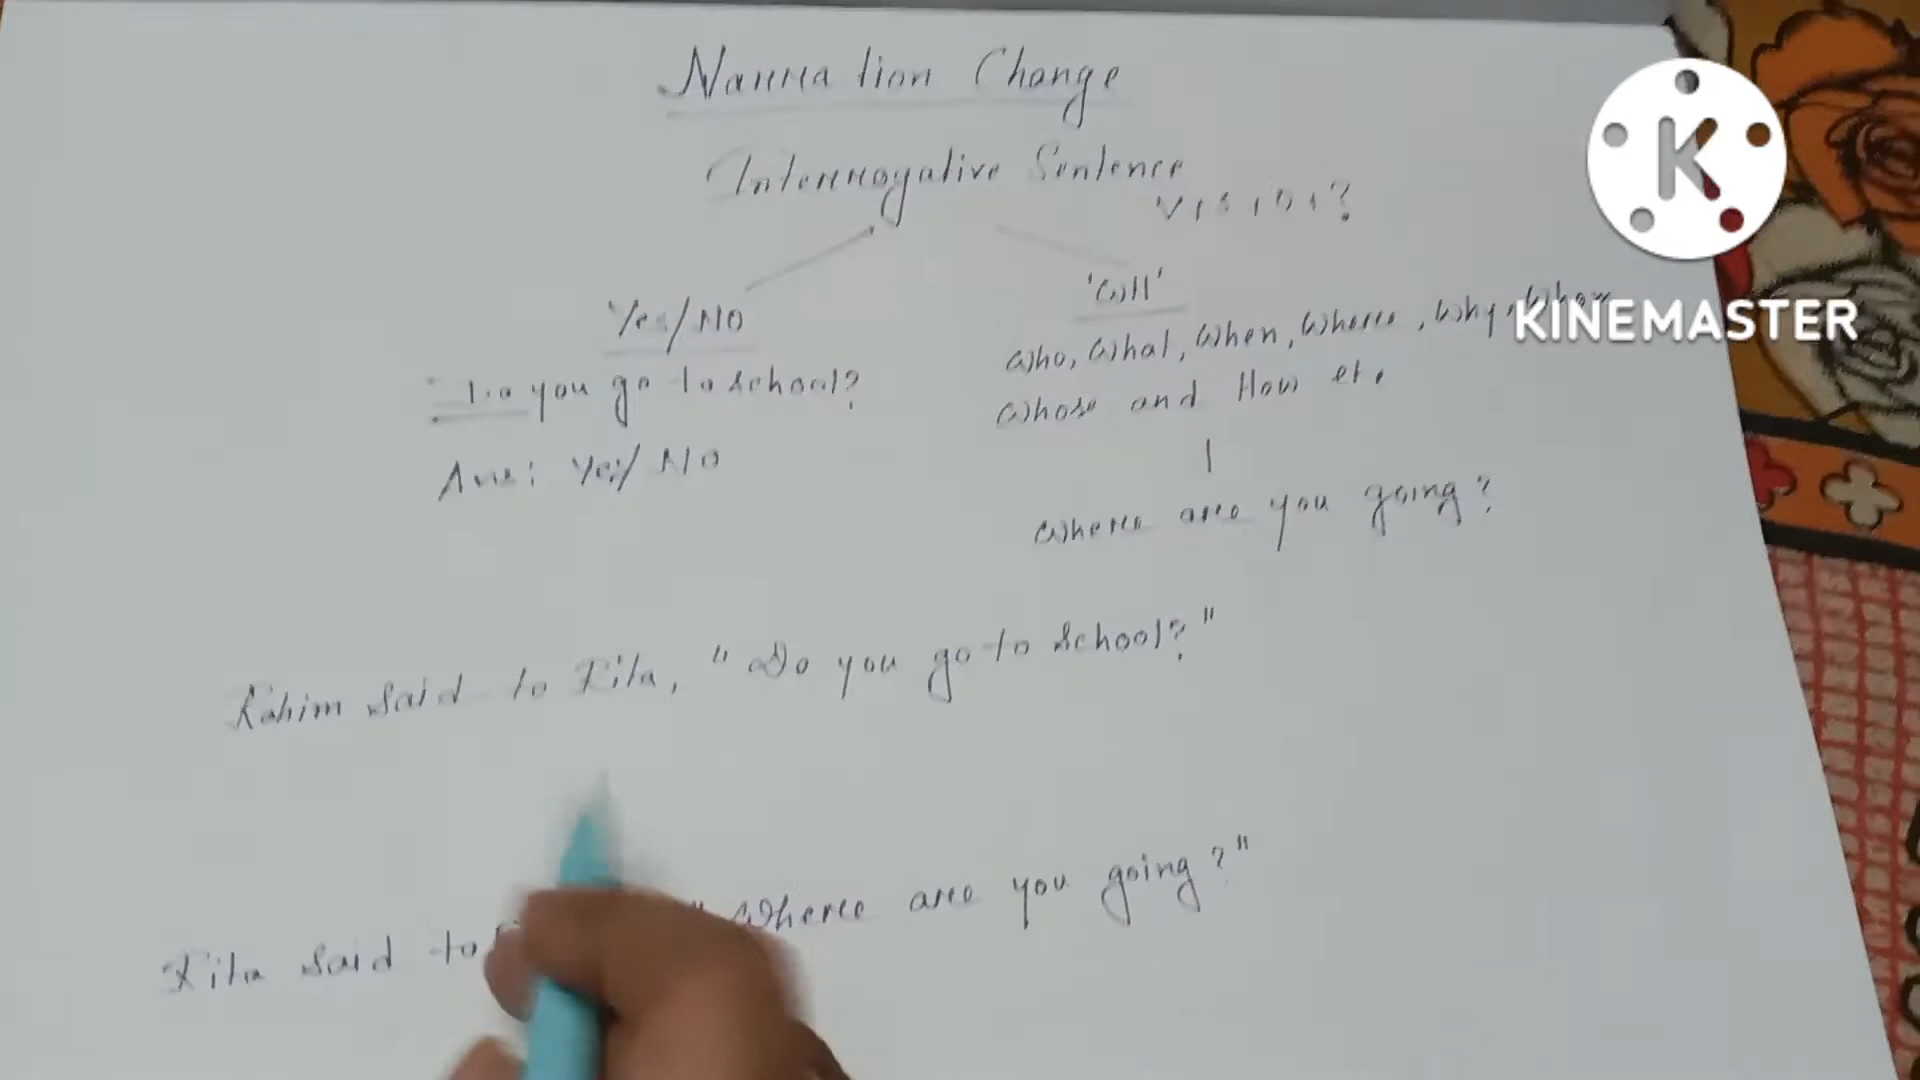 Narration Change
Interrogative Sentence
?
Yes/No
'WH'
Do you go to school?
Who, What, When, Where, Why,
Whose and How etc.
Ans: Yes/No
Where are you going?
Rahim said to Rita, "Do you go to school?"
Rita said to "Where are you going?"
K
KINEMASTER